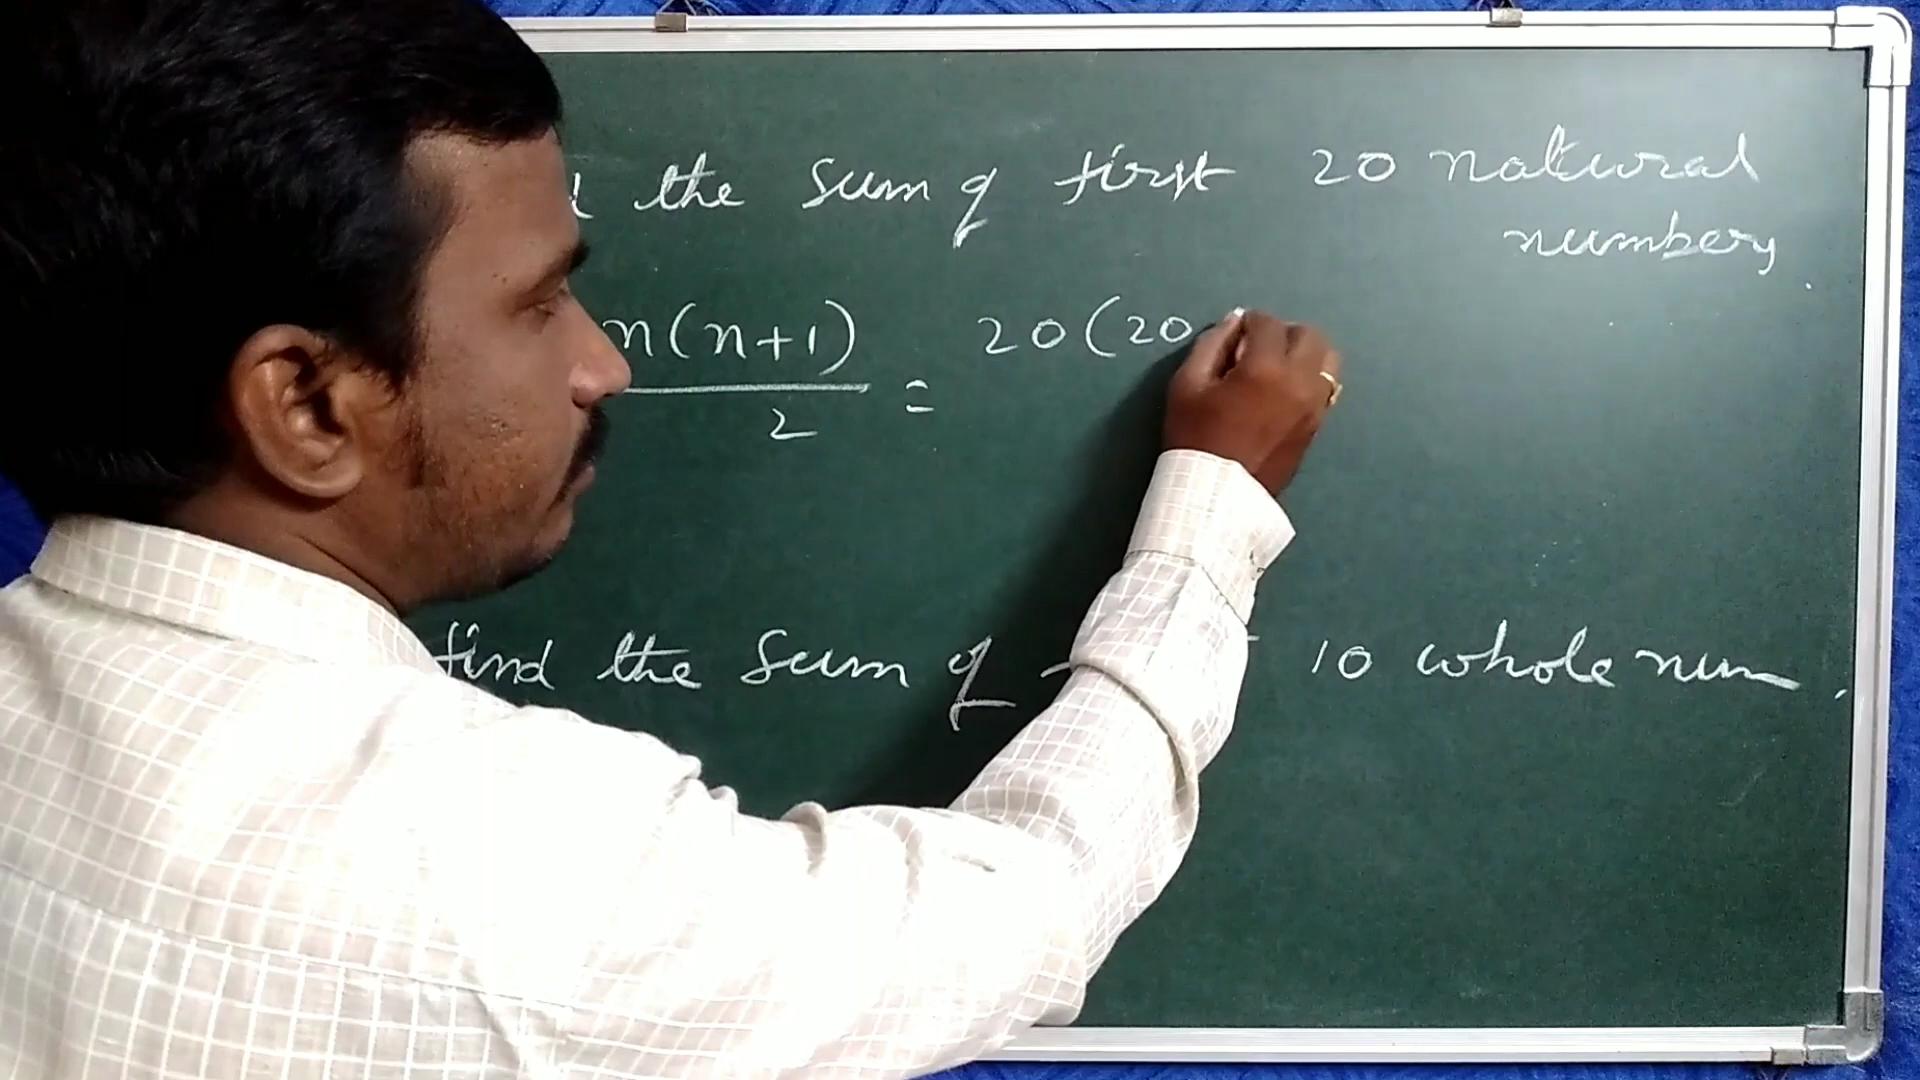 the Sum of first 20 natural
numbers
n(n+1) 20(20
2 =
find the Sum of 10 whole num